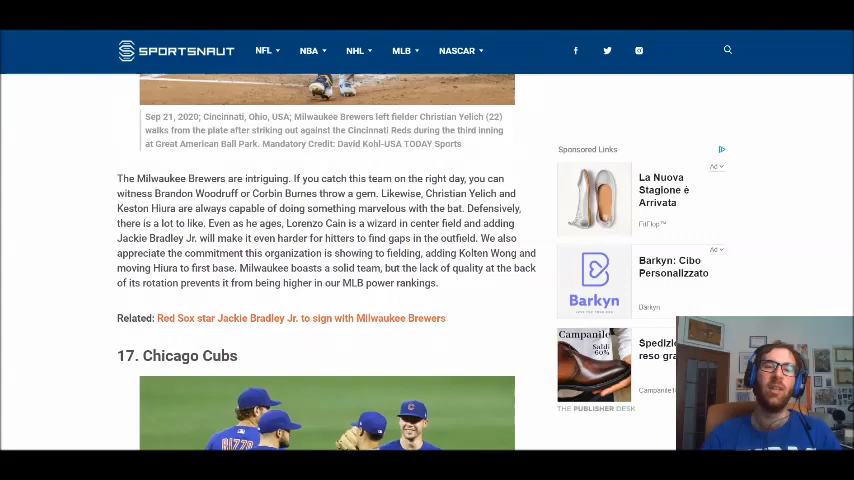 SPORTSNAUT
NFL
NBA
NHL
MLB
NASCAR
Sep 21, 2020; Cincinnati, Ohio, USA; Milwaukee Brewers left fielder Christian Yelich (22)
walks from the plate after striking out against the Cincinnati Reds during the third inning
at Great American Ball Park. Mandatory Credit: David Kohl-USA TODAY Sports
The Milwaukee Brewers are intriguing. If you catch this team on the right day, you can
witness Brandon Woodruff or Corbin Burnes throw a gem. Likewise, Christian Yelich and
Keston Hiura are always capable of doing something marvelous with the bat. Defensively,
there is a lot to like. Even as he ages, Lorenzo Cain is a wizard in center field and adding
Jackie Bradley Jr. will make it even harder for hitters to find gaps in the outfield. We also
appreciate the commitment this organization is showing to fielding, adding Kolten Wong and
moving Hiura to first base. Milwaukee boasts a solid team, but the lack of quality at the back
of its rotation prevents it from being higher in our MLB power rankings.
Related: Red Sox star Jackie Bradley Jr. to sign with Milwaukee Brewers
17. Chicago Cubs
RIZZO
C
Sponsored Links
Ad
La Nuova
Stagione è
Arrivata
FitFlop™
Ad
Barkyn: Cibo
Personalizzato
Barkyn
Barkyn
Campanile
Saldi
-60%
Spedizio
reso gra
Campanile1
THE PUBLISHER DESK